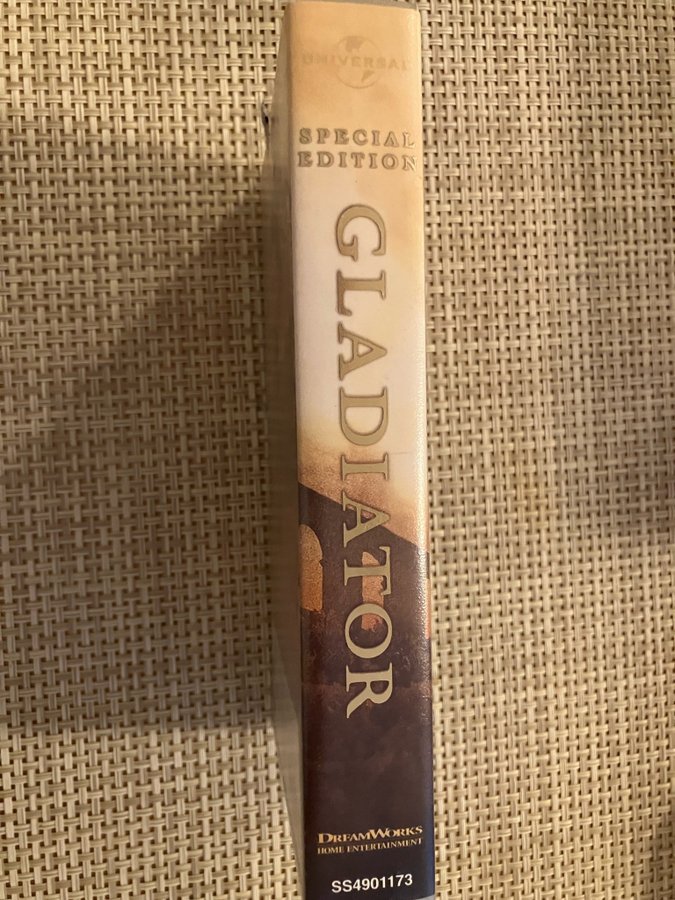 UNIVERSAL
SPECIAL
EDITION
GLADIATOR
DREAMWORKS
HOME ENTERTAINMENT
SS4901173